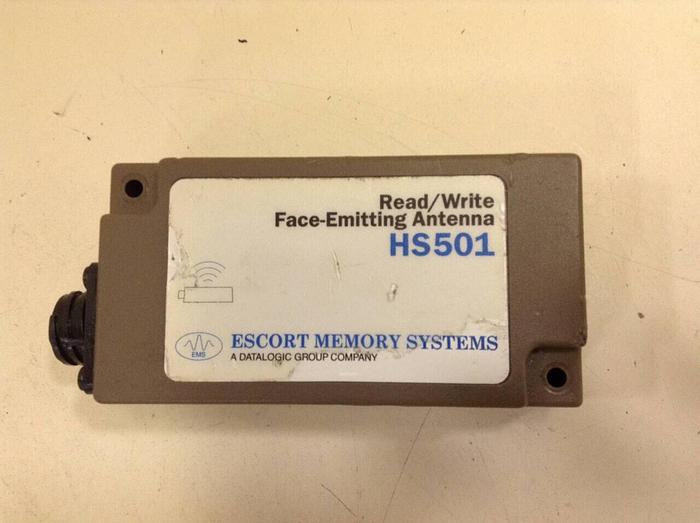 Read/Write
Face-Emitting Antenna
HS501
EMS
ESCORT MEMORY SYSTEMS
A DATALOGIC GROUP COMPANY